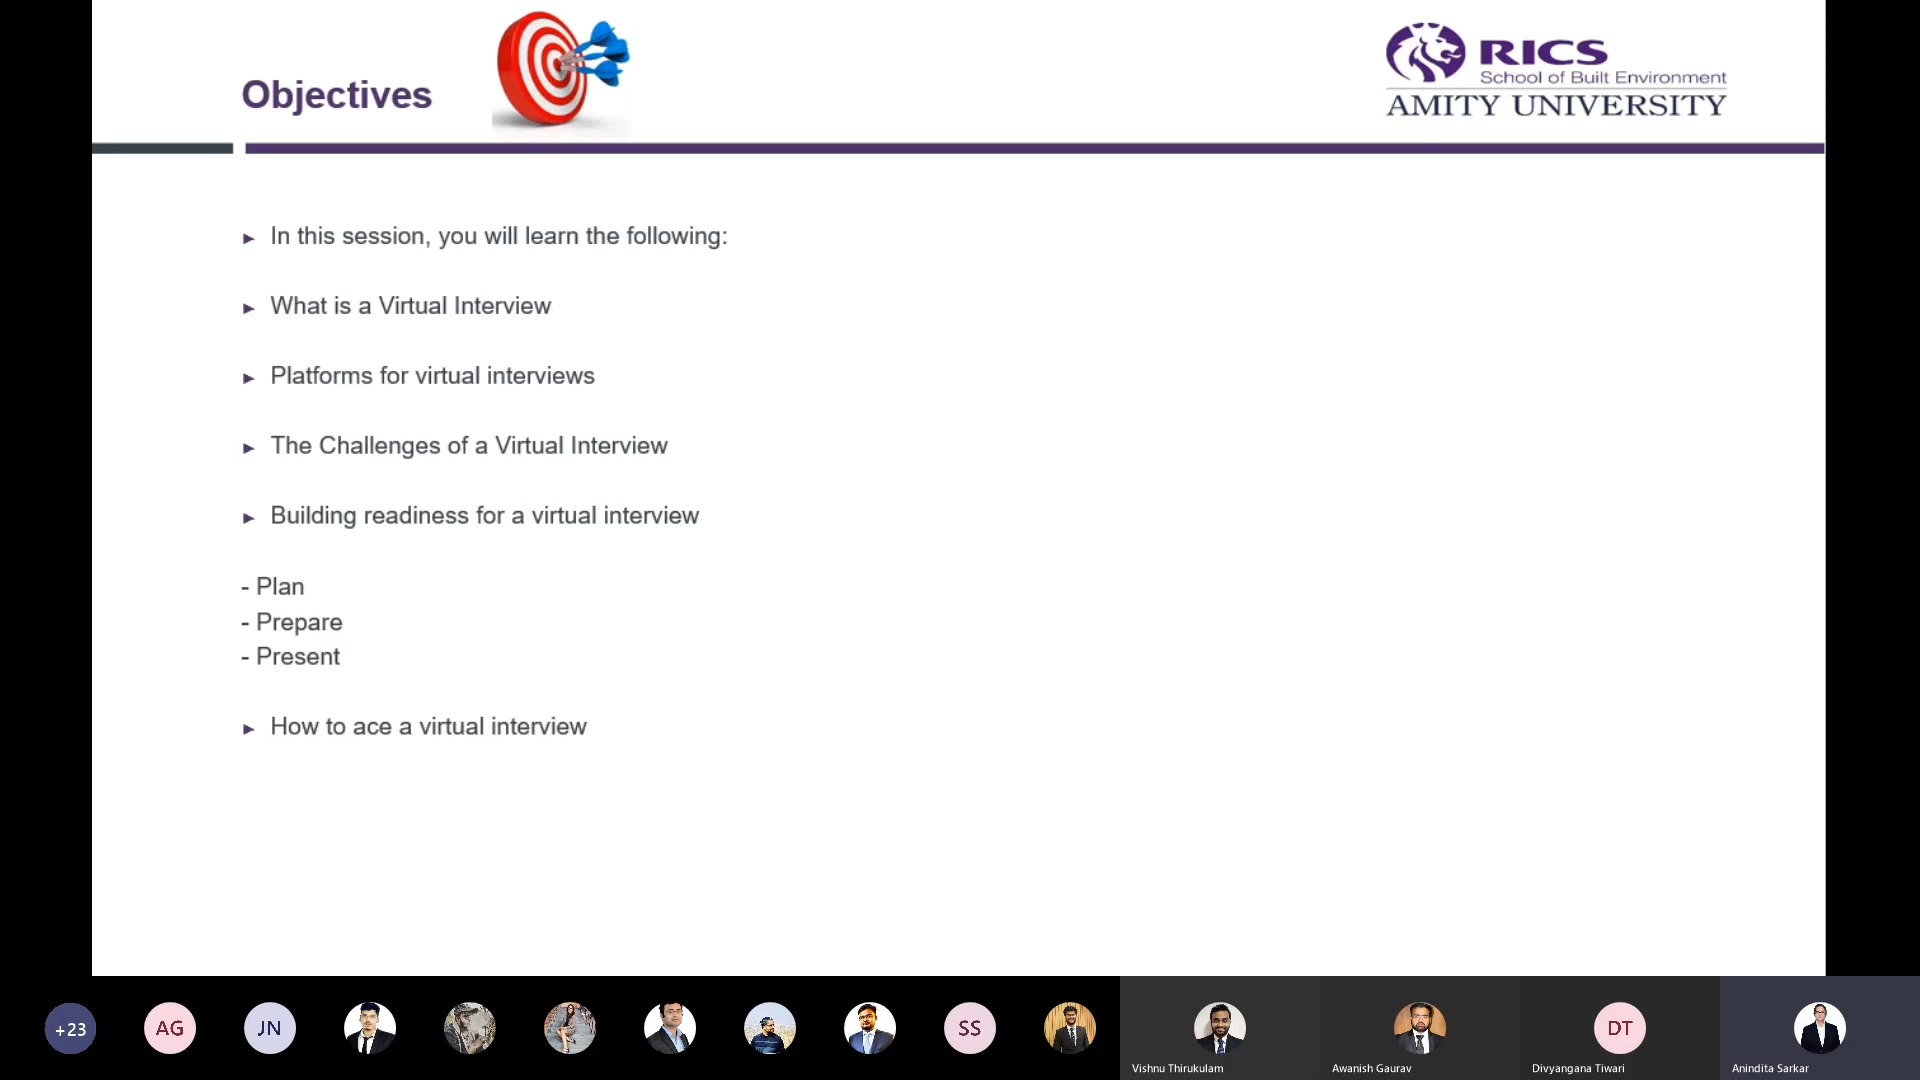 Objectives
RICS
School of Built Environment
AMITY UNIVERSITY
► In this session, you will learn the following:
► What is a Virtual Interview
► Platforms for virtual interviews
► The Challenges of a Virtual Interview
► Building readiness for a virtual interview
- Plan
- Prepare
- Present
► How to ace a virtual interview
+23
AG
JN
SS
DT
Vishnu Thirukulam
Awanish Gaurav
Divyangana Tiwari
Anindita Sarkar